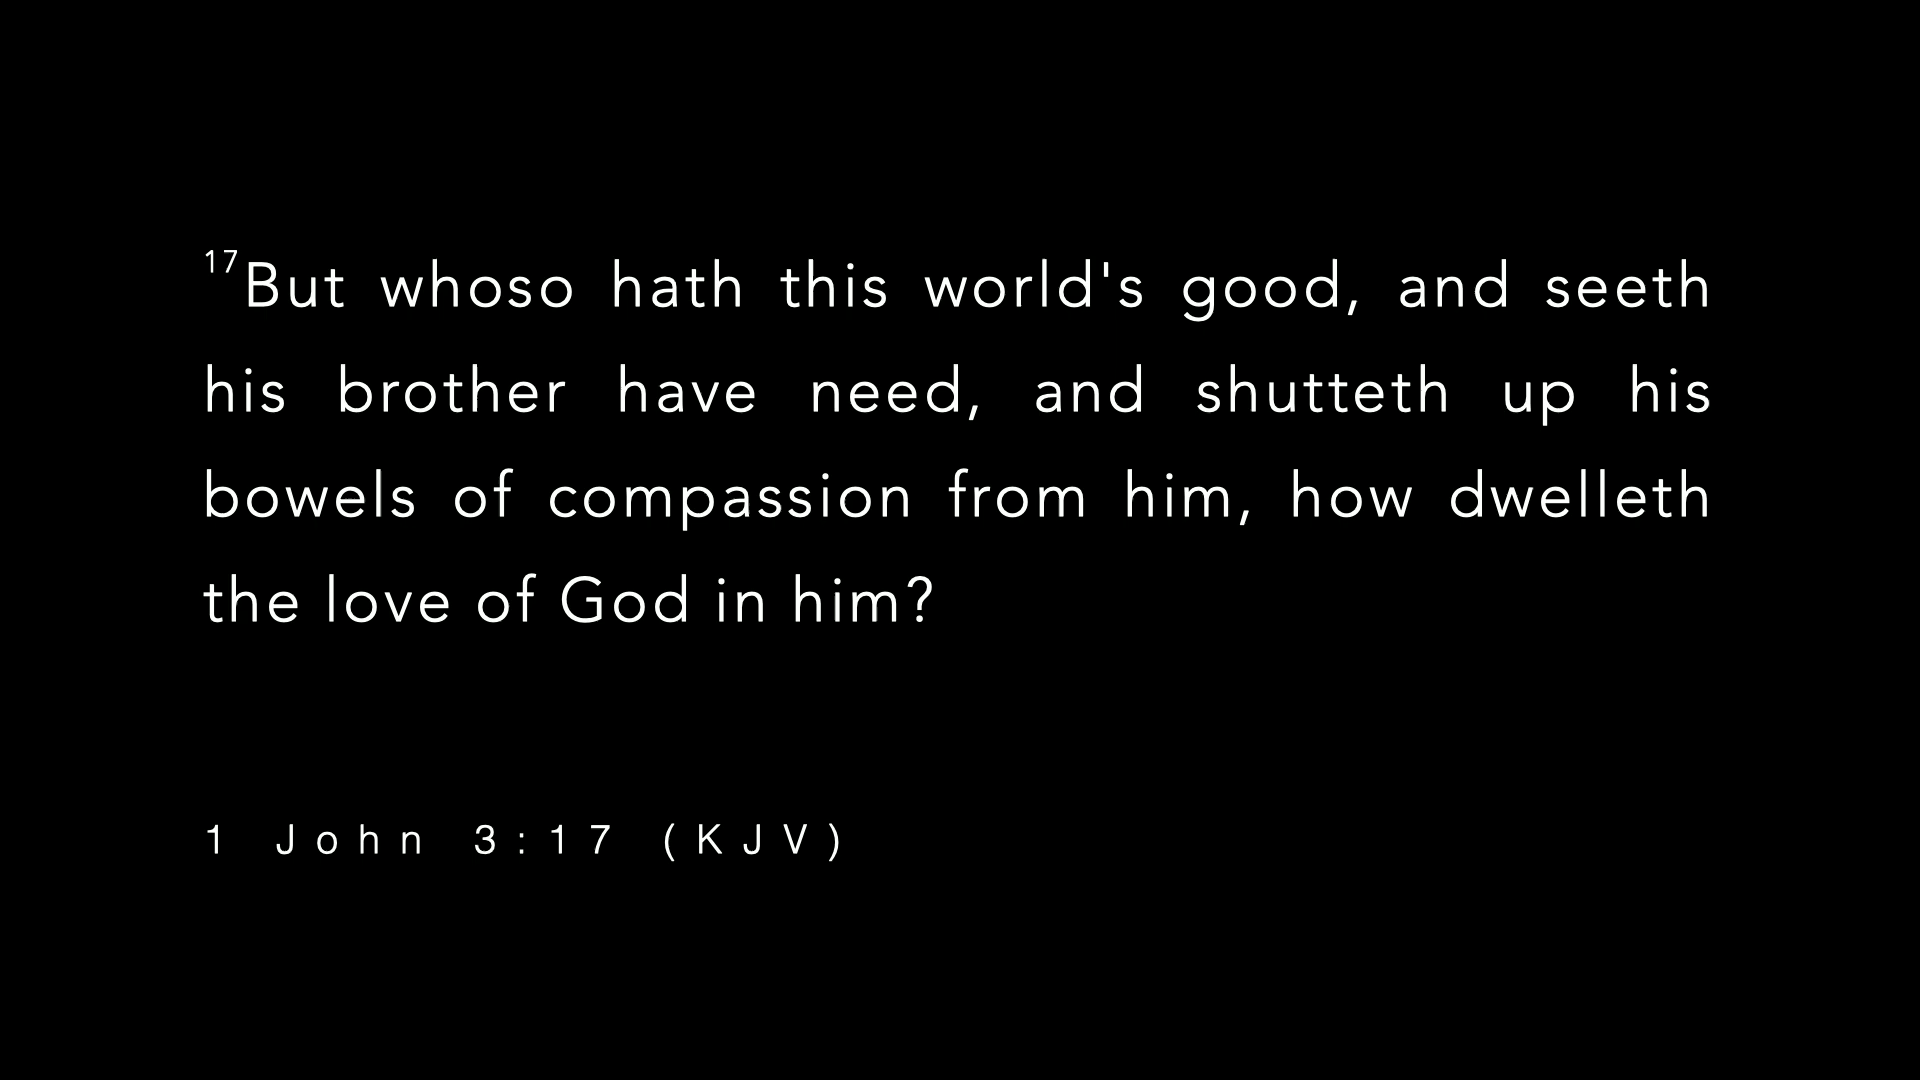 17But whoso hath this world's good, and seeth
his brother have need, and shutteth up his
bowels of compassion from him, how dwelleth
the love of God in him?
1 John 3:17 (KJV)